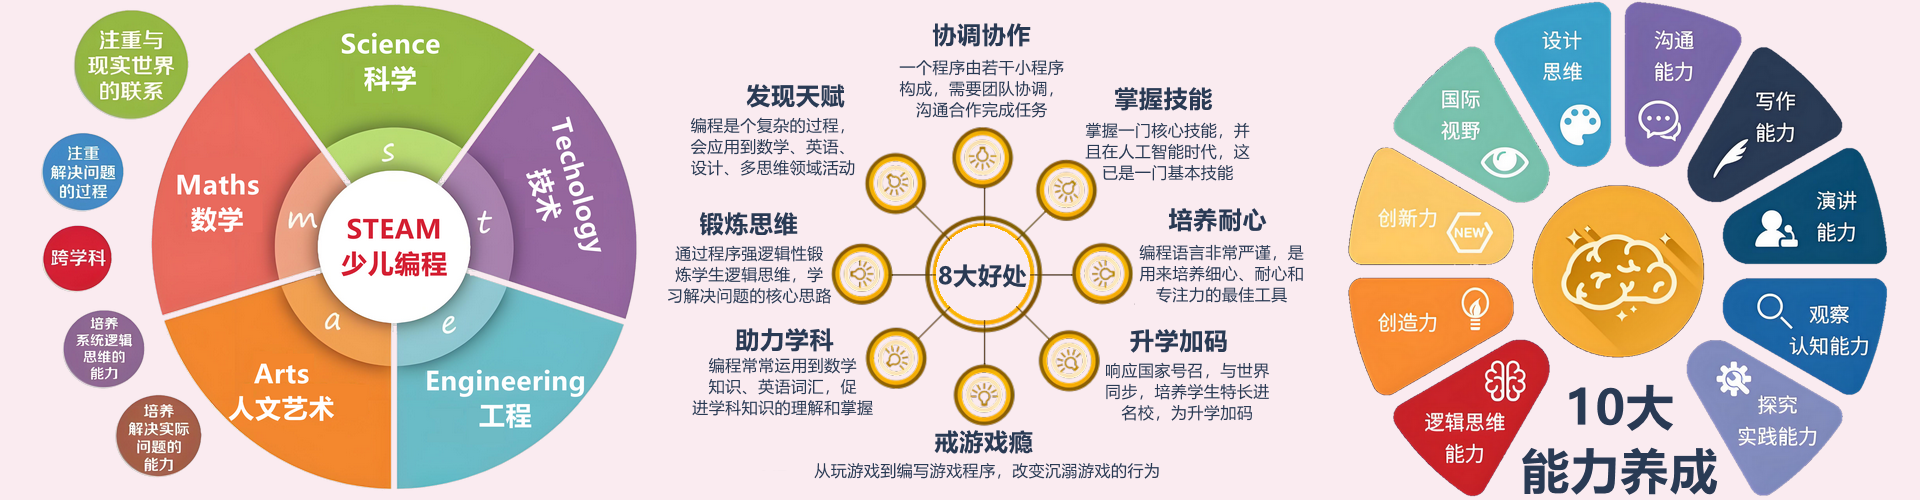 注重与
现实世界
的联系
注重
解决问题
的过程
跨学科
培养
系统逻辑
思维的
能力
培养
解决实际
问题的
能力
Science
科学
Techology
技术
Engineering
工程
Arts
人文艺术
Maths
数学
s
t
e
a
m
STEAM
少儿编程
协调协作
一个程序由若干小程序
构成，需要团队协调，
沟通合作完成任务
发现天赋
编程是个复杂的过程，
会应用到数学、英语、
设计、多思维领域活动
掌握技能
掌握一门核心技能，并
且在人工智能时代，这
已是一门基本技能
锻炼思维
通过程序强逻辑性锻
炼学生逻辑思维，学
习解决问题的核心思路
培养耐心
编程语言非常严谨，是
用来培养细心、耐心和
专注力的最佳工具
8大好处
助力学科
编程常常运用到数学
知识、英语词汇，促
进学科知识的理解和掌握
升学加码
响应国家号召，与世界
同步，培养学生特长进
名校，为升学加码
戒游戏瘾
从玩游戏到编写游戏程序，改变沉溺游戏的行为
设计
思维
沟通
能力
国际
视野
写作
能力
创新力
NEW
演讲
能力
创造力
观察
认知能力
逻辑思维
能力
探究
实践能力
10大
能力养成